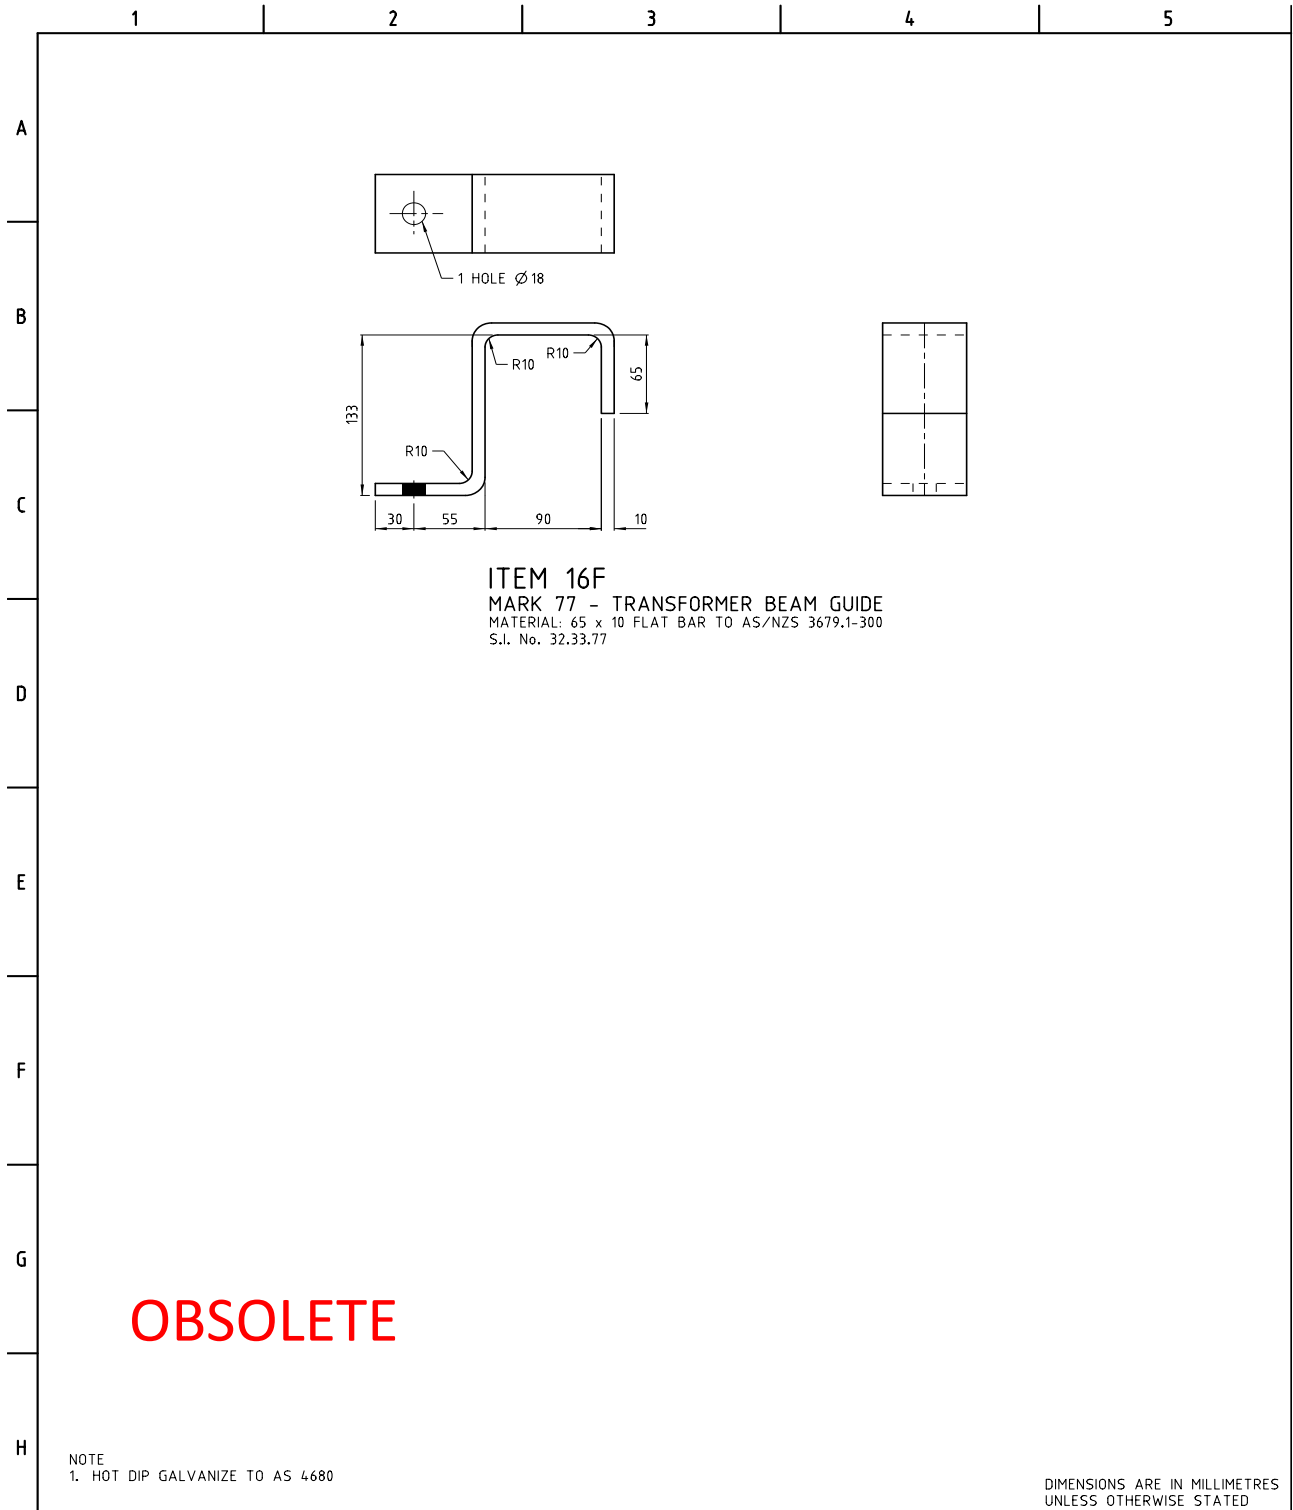 1 2 3 4 5
A
B
C
D
E
F
G
H
1 HOLE Ø 18
R10
R10
65
133
R10
30 55 90 10
ITEM 16F
MARK 77 - TRANSFORMER BEAM GUIDE
MATERIAL: 65 x 10 FLAT BAR TO AS/NZS 3679.1-300
S.I. No. 32.33.77
OBSOLETE
NOTE
1. HOT DIP GALVANIZE TO AS 4680
DIMENSIONS ARE IN MILLIMETRES
UNLESS OTHERWISE STATED